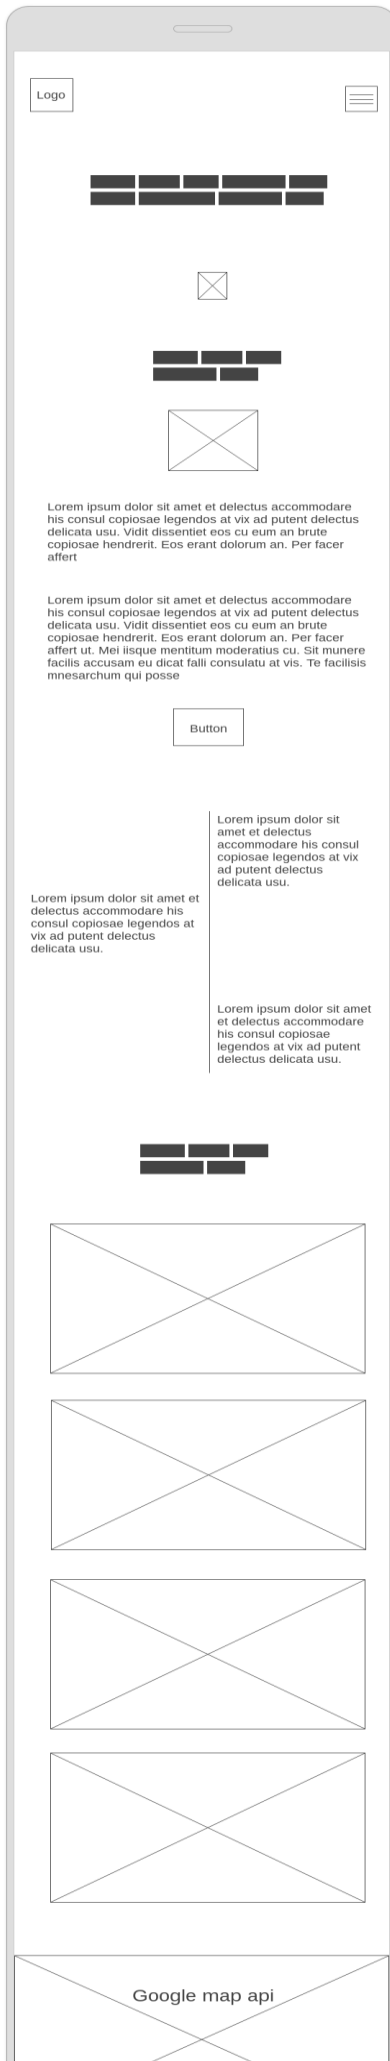 Logo
Lorem ipsum dolor sit amet et delectus accommodare
his consul copiosae legendos at vix ad putent delectus
delicata usu. Vidit dissentiet eos cu eum an brute
copiosae hendrerit. Eos erant dolorum an. Per facer
affert
Lorem ipsum dolor sit amet et delectus accommodare
his consul copiosae legendos at vix ad putent delectus
delicata usu. Vidit dissentiet eos cu eum an brute
copiosae hendrerit. Eos erant dolorum an. Per facer
affert ut. Mei iisque mentitum moderatius cu. Sit munere
facilis accusam eu dicat falli consulatu at vis. Te facilisis
mnesarchum qui posse
Button
Lorem ipsum dolor sit
amet et delectus
accommodare his consul
copiosae legendos at vix
ad putent delectus
delicata usu.
Lorem ipsum dolor sit amet et
delectus accommodare his
consul copiosae legendos at
vix ad putent delectus
delicata usu.
Lorem ipsum dolor sit amet
et delectus accommodare
his consul copiosae
legendos at vix ad putent
delectus delicata usu.
Google map api